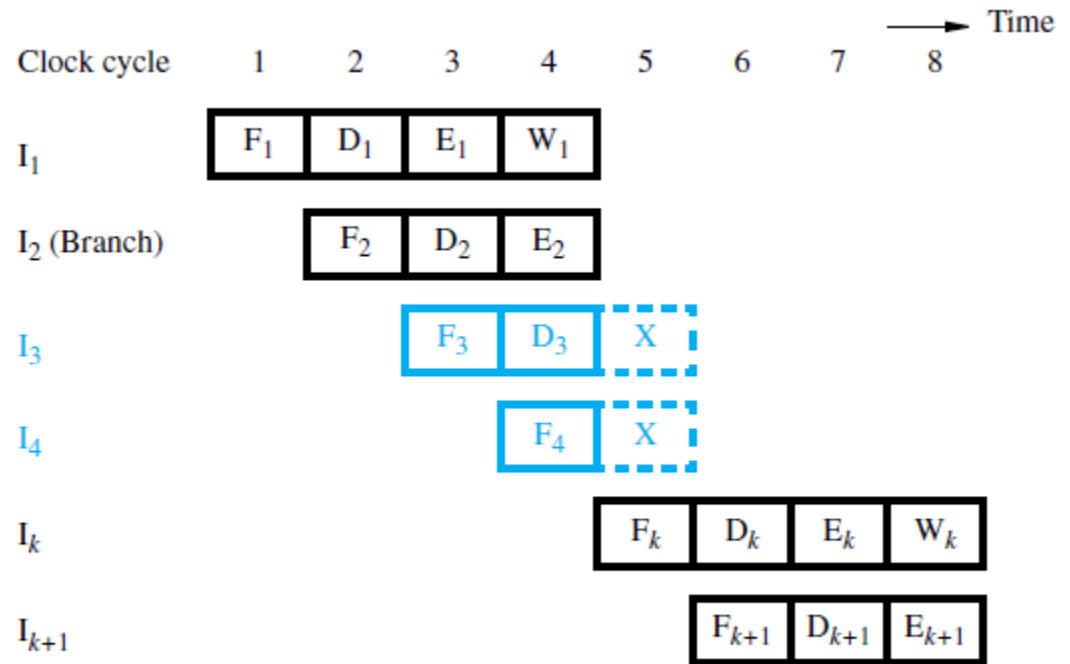 Time
Clock cycle 1 2 3 4 5 6 7 8
I₁ F₁ D₁ E₁ W₁
I₂ (Branch) F₂ D₂ E₂
I₃ F₃ D₃ X
I₄ F₄ X
Iₖ Fₖ Dₖ Eₖ Wₖ
Iₖ₊₁ Fₖ₊₁ Dₖ₊₁ Eₖ₊₁